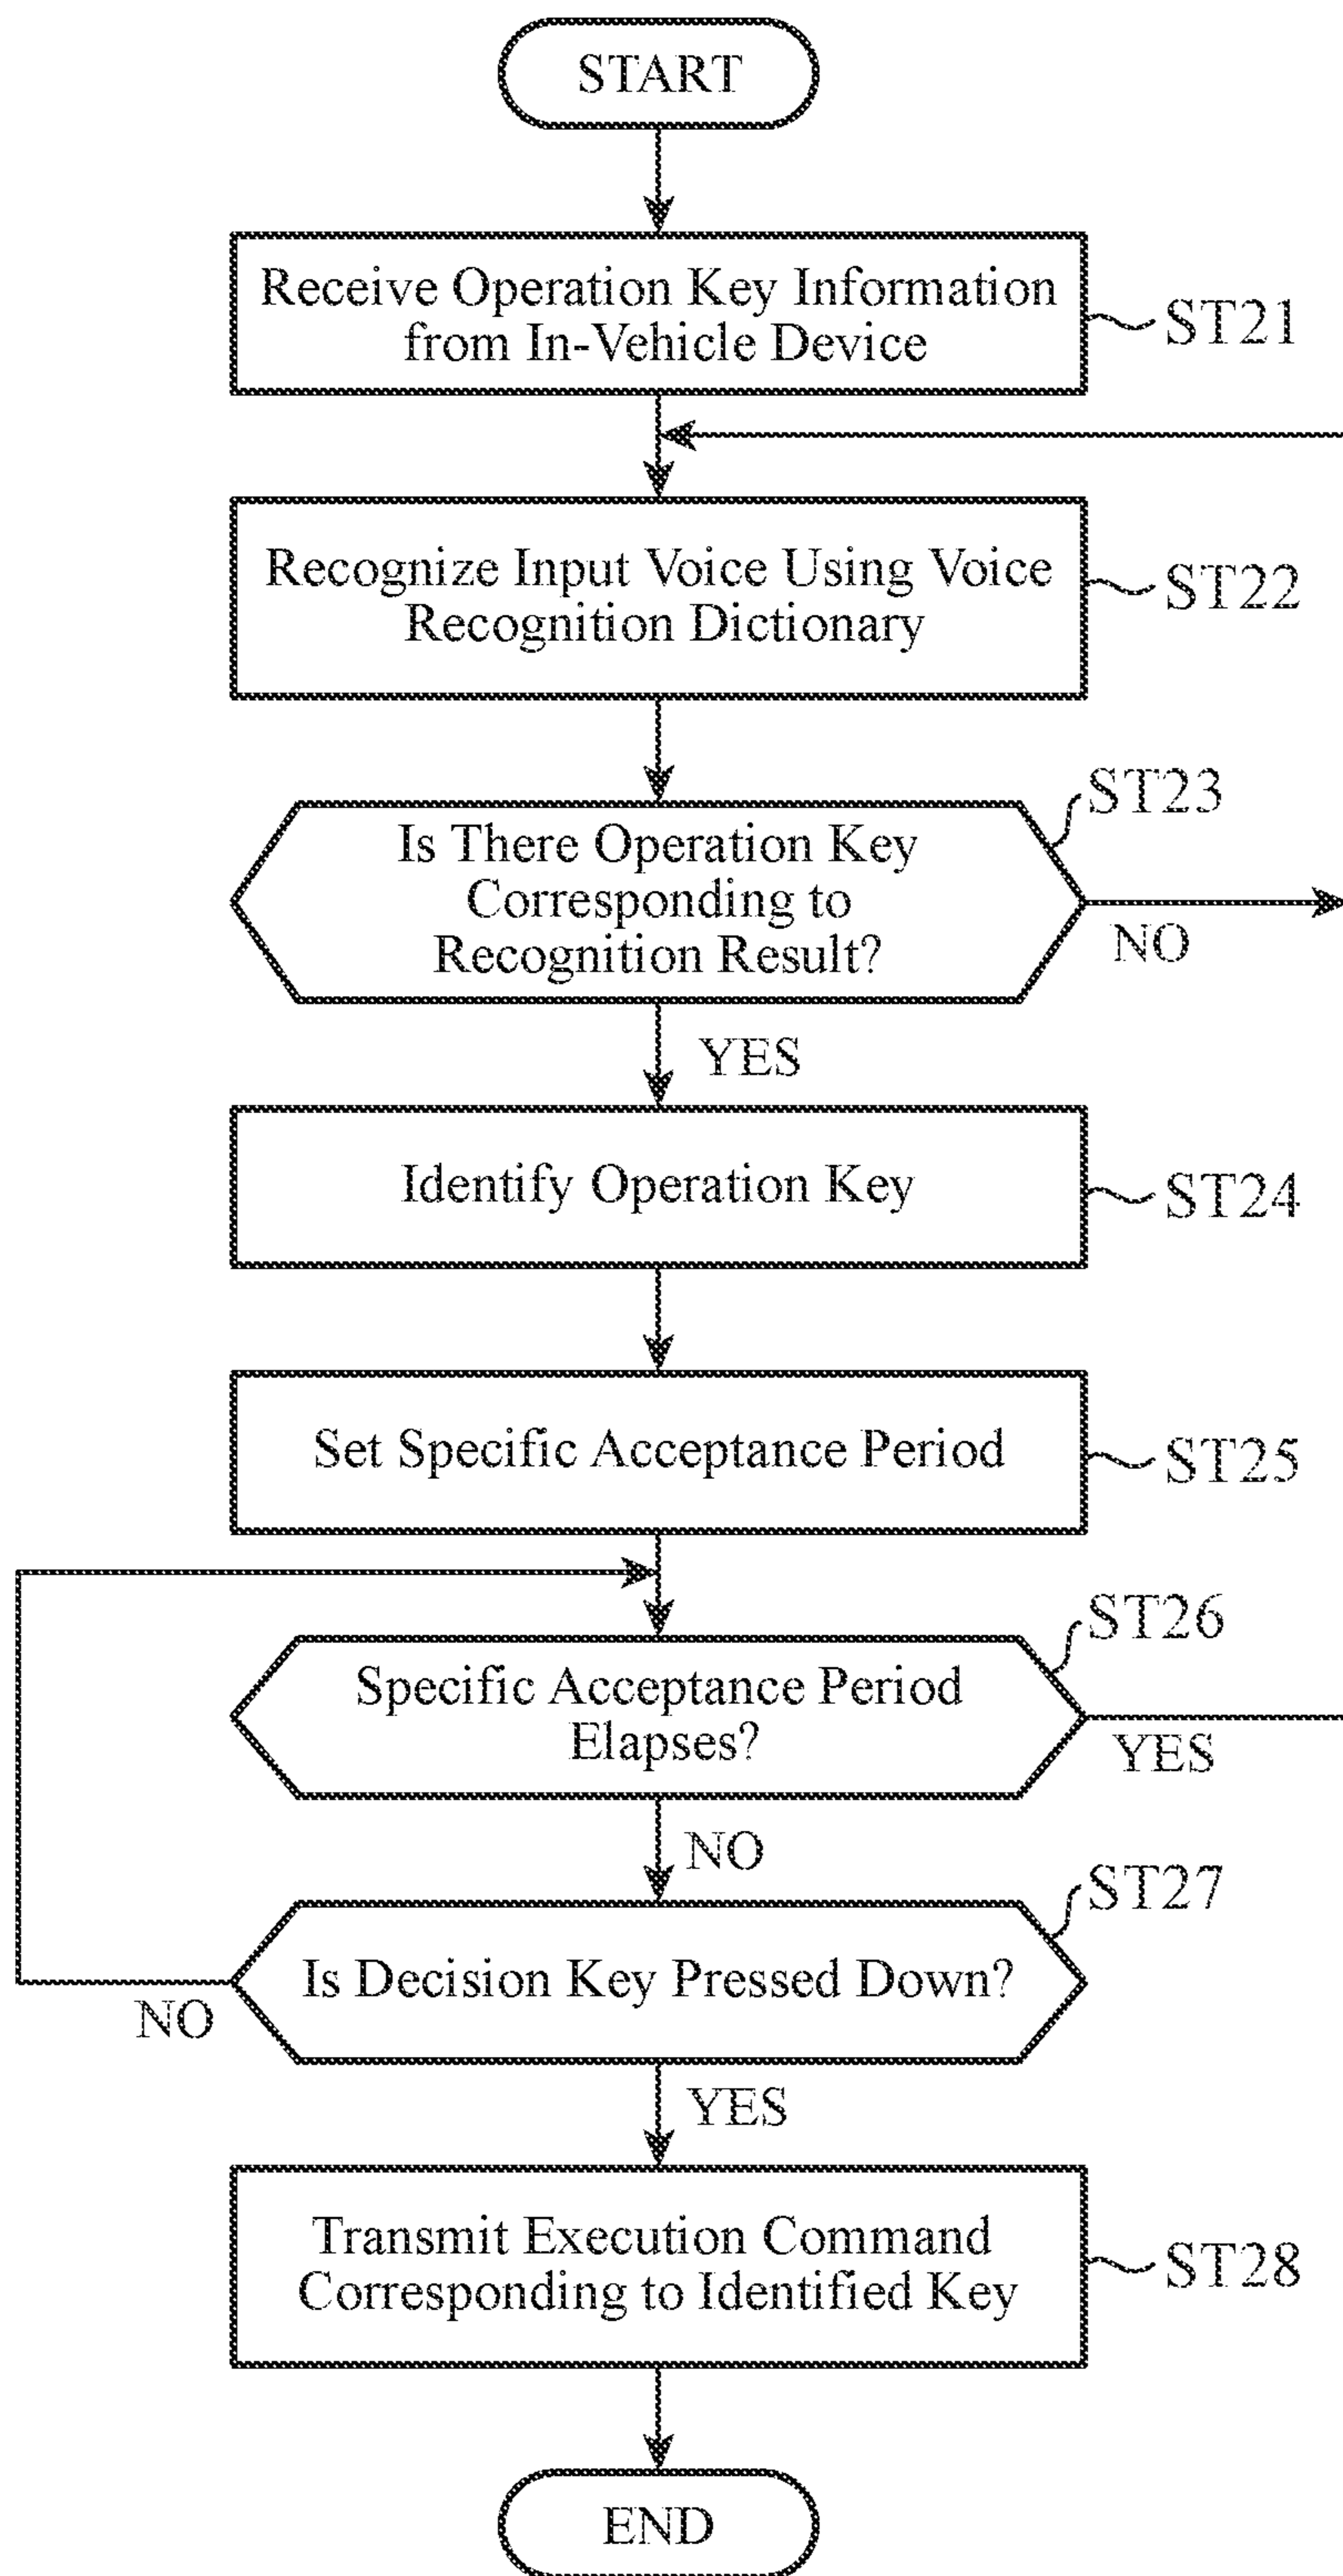 START
Receive Operation Key Information
from In-Vehicle Device
ST21
Recognize Input Voice Using Voice
Recognition Dictionary
ST22
ST23
Is There Operation Key
Corresponding to
Recognition Result?
NO
YES
Identify Operation Key
ST24
Set Specific Acceptance Period
ST25
ST26
Specific Acceptance Period
Elapses?
YES
NO
ST27
Is Decision Key Pressed Down?
NO
YES
Transmit Execution Command
Corresponding to Identified Key
ST28
END